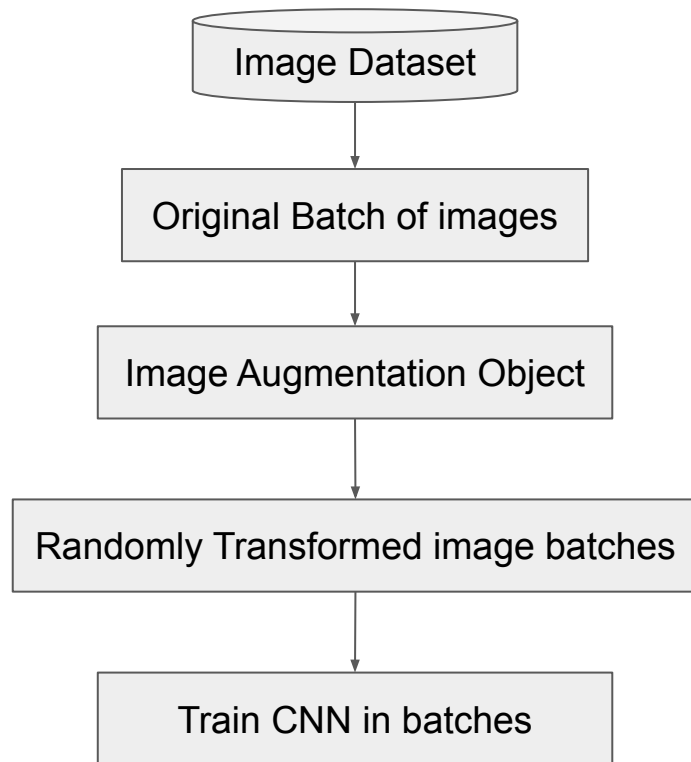 Image Dataset
Original Batch of images
Image Augmentation Object
Randomly Transformed image batches
Train CNN in batches